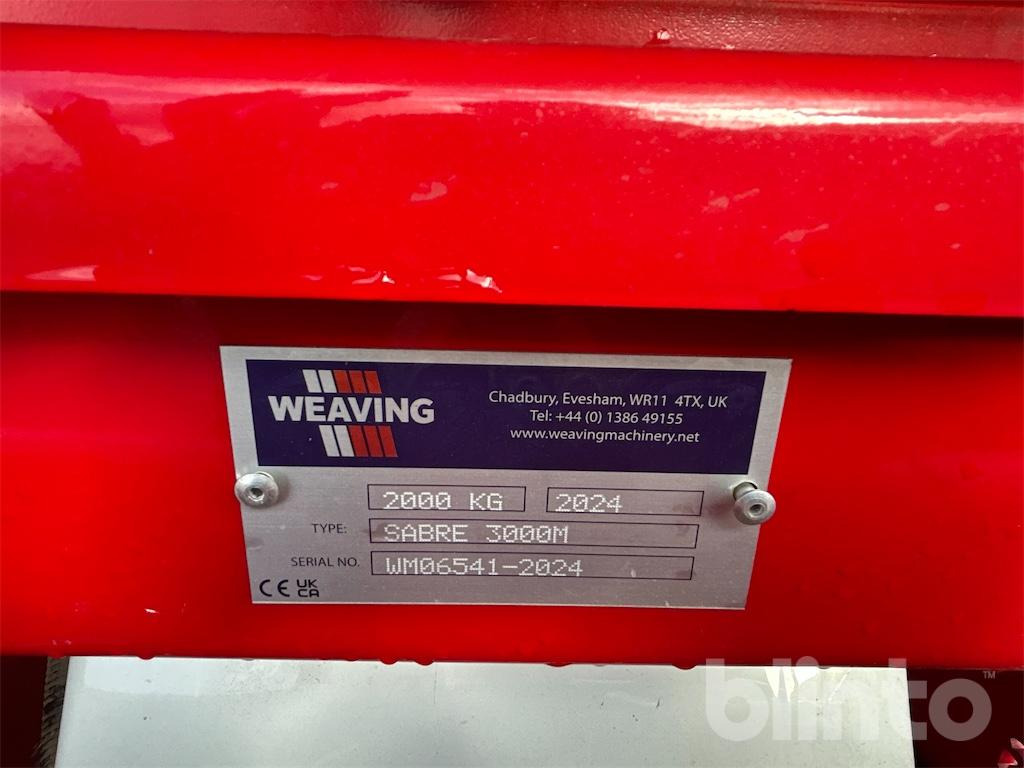 WEAVING
Chadbury, Evesham, WR11 4TX, UK
Tel: +44 (0) 1386 49155
www.weavingmachinery.net
2000 KG 2024
TYPE: SABRE 3000M
SERIAL NO. WM06541-2024
CE UK CA
blinto™